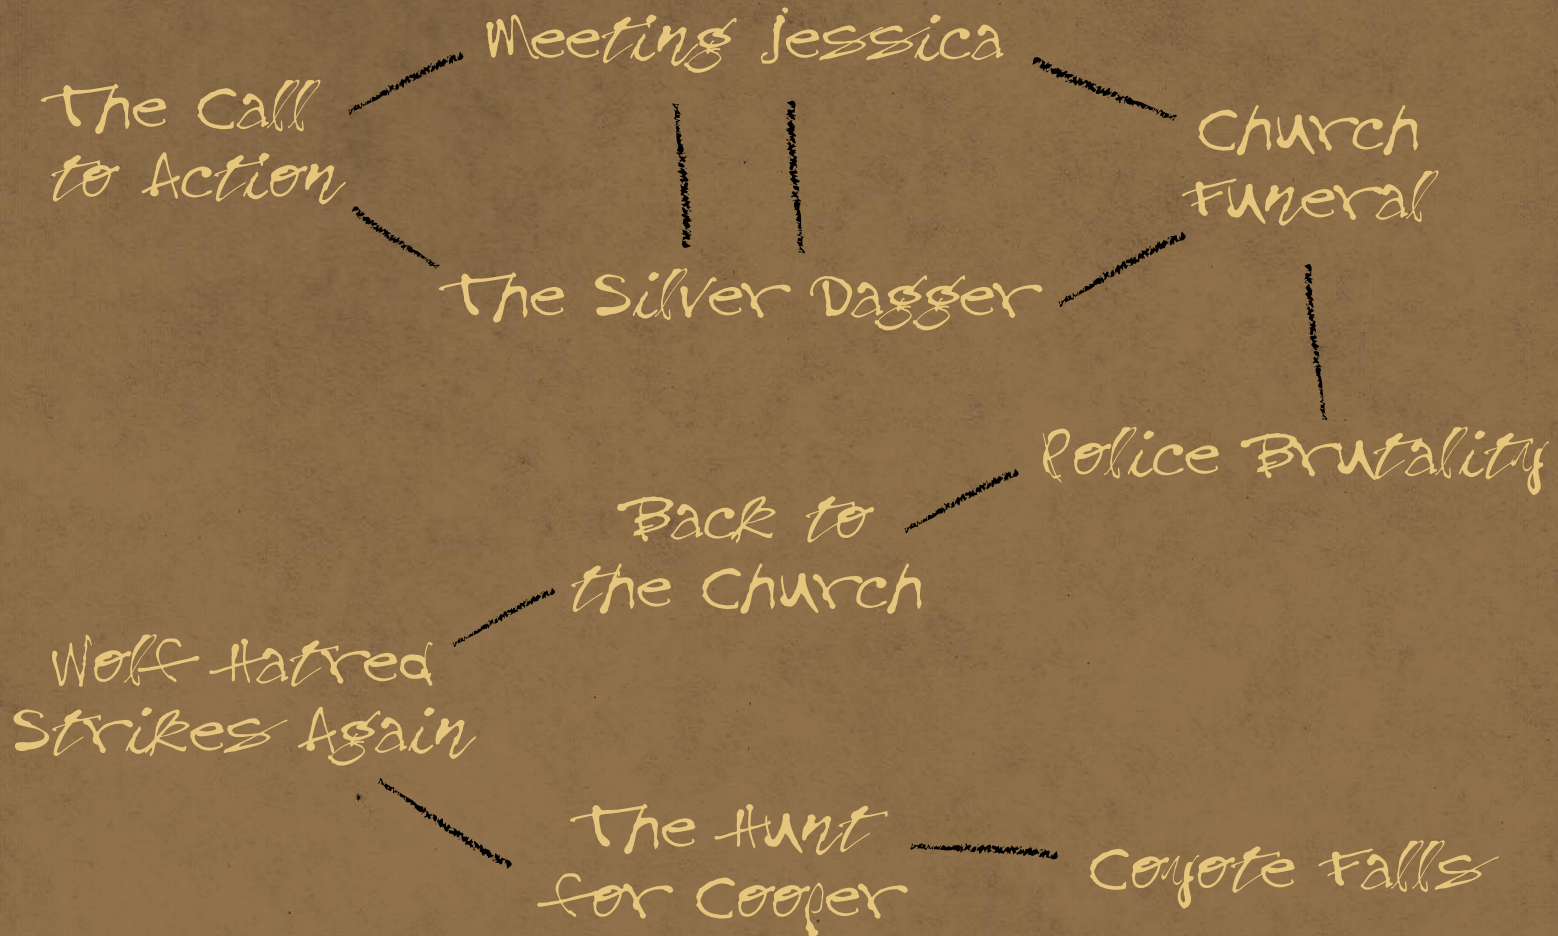 Meeting Jessica
The Call
to Action
Church
Funeral
The Silver Dagger
Police Brutality
Back to
the Church
Wolf Hatred
Strikes Again
The Hunt
for Cooper
Coyote Falls